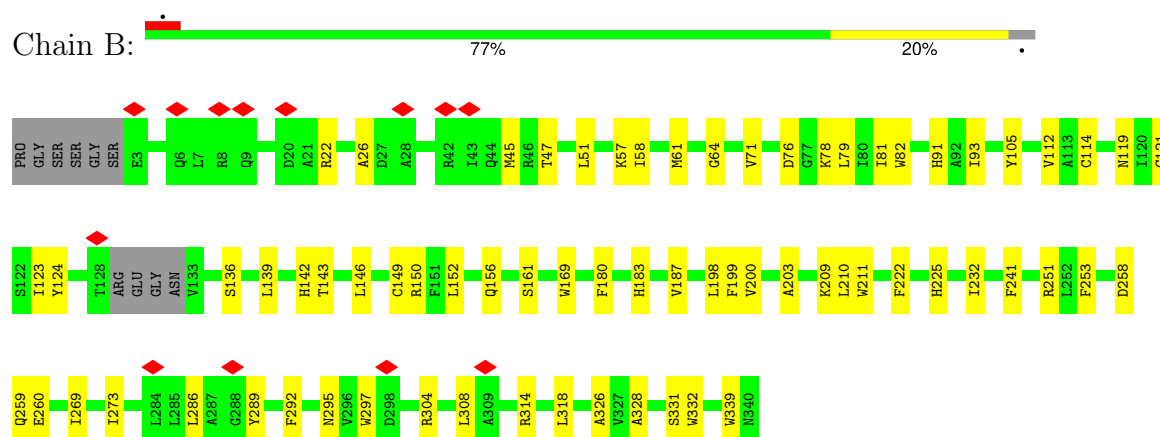 Chain B:
77% 20%
PRO GLY SER SER GLY SER E3 Q6 L7 R8 Q9 D20 A21 R22 A26 D27 A28 R42 I43 Q44 M45 R46 T47 L51 K57 I58 M61 G64 V71 D76 G77 K78 L79 I80 I81 W82 H91 A92 I93 Y105 V112 A113 C114 N119 I120
S122 I123 Y124 T128 ARG GLU GLY ASN V133 S136 L139 H142 T143 L146 C149 R150 F151 L152 Q156 S161 W169 F180 H183 V187 L198 F199 V200 A203 K209 L210 W211 F222 H225 I232 F241 R251 L252 F253 D258
Q259 E260 I269 I273 L284 L285 L286 A287 G288 Y289 F292 N295 V296 W297 D298 R304 L308 A309 R314 L318 A326 V327 A328 S331 W332 W339 N340